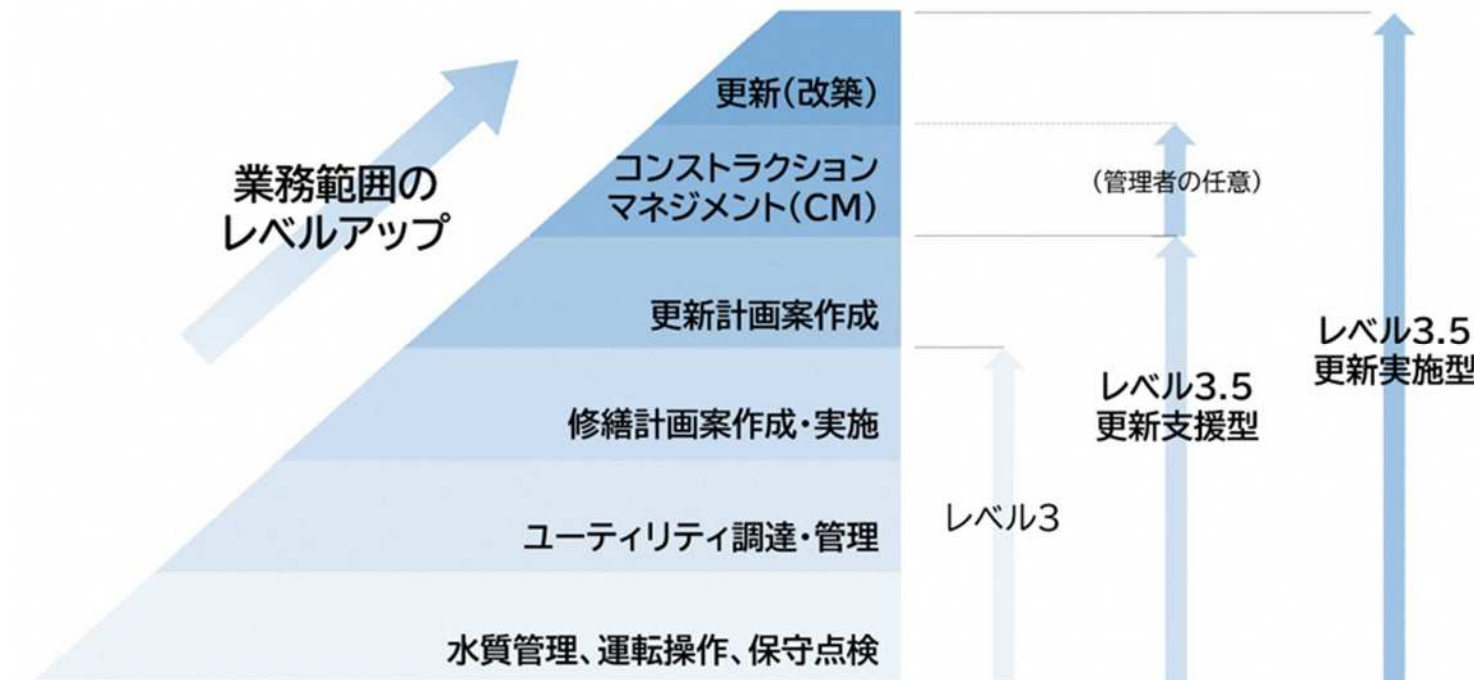 更新（改築）
コンストラクション
マネジメント（CM）
（管理者の任意）
業務範囲の
レベルアップ
更新計画案作成
レベル3.5
更新実施型
レベル3.5
更新支援型
修繕計画案作成・実施
レベル3
ユーティリティ調達・管理
水質管理、運転操作、保守点検